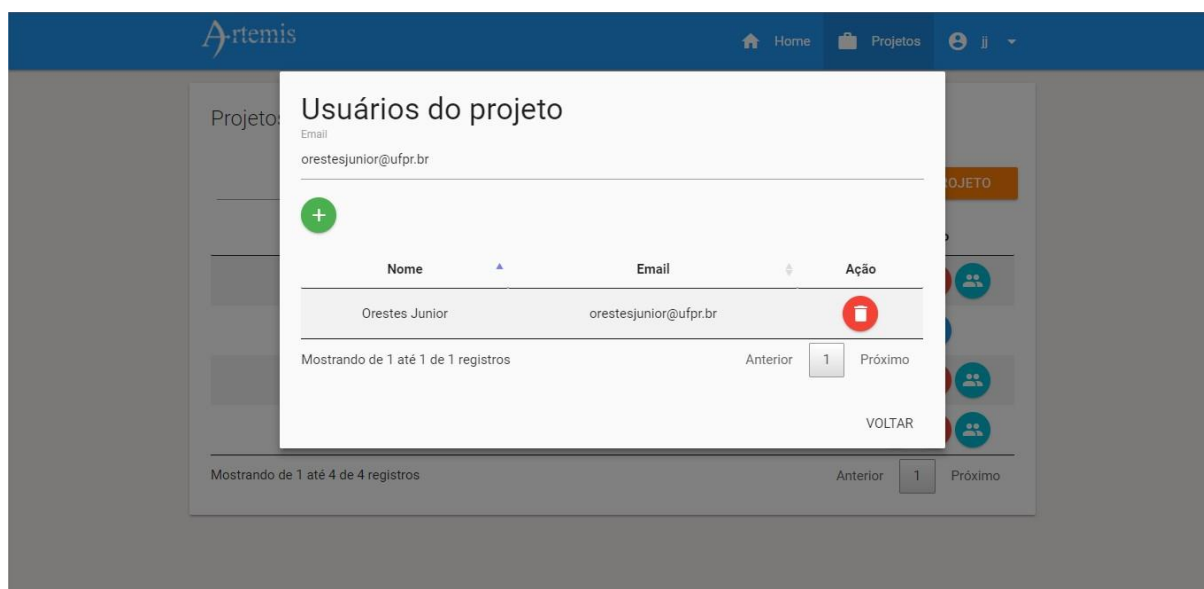 Artemis
Home Projetos jj
Projetos
Usuários do projeto
Email
orestesjunior@ufpr.br
OJETO
Nome Email Ação
Orestes Junior orestesjunior@ufpr.br
Mostrando de 1 até 1 de 1 registros Anterior 1 Próximo
VOLTAR
Mostrando de 1 até 4 de 4 registros Anterior 1 Próximo